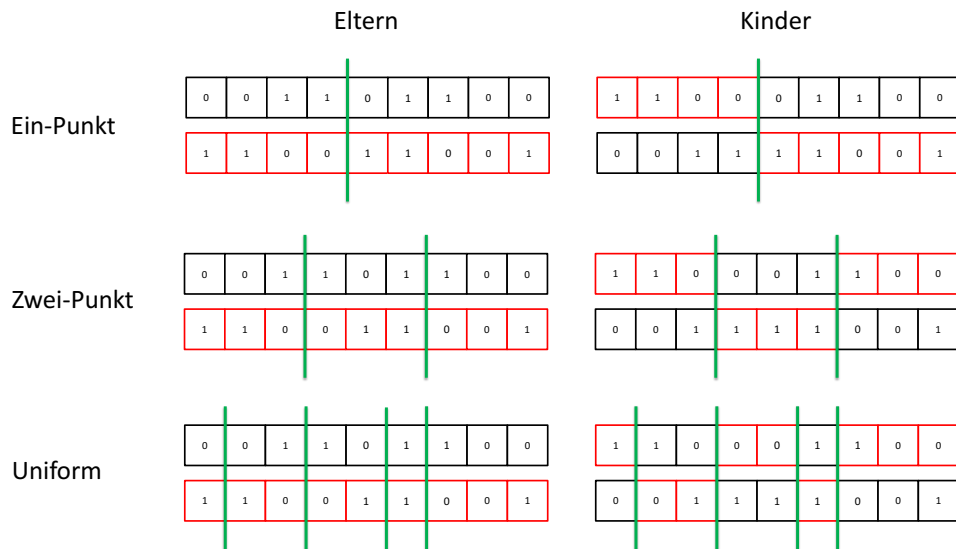 Eltern Kinder
Ein-Punkt
0 0 1 1 0 1 1 0 0 1 1 0 0 0 1 1 0 0
1 1 0 0 1 1 0 0 1 0 0 1 1 1 1 0 0 1
Zwei-Punkt
0 0 1 1 0 1 1 0 0 1 1 0 0 0 1 1 0 0
1 1 0 0 1 1 0 0 1 0 0 1 1 1 1 0 0 1
Uniform
0 0 1 1 0 1 1 0 0 1 1 0 0 0 1 1 0 0
1 1 0 0 1 1 0 0 1 0 0 1 1 1 1 0 0 1